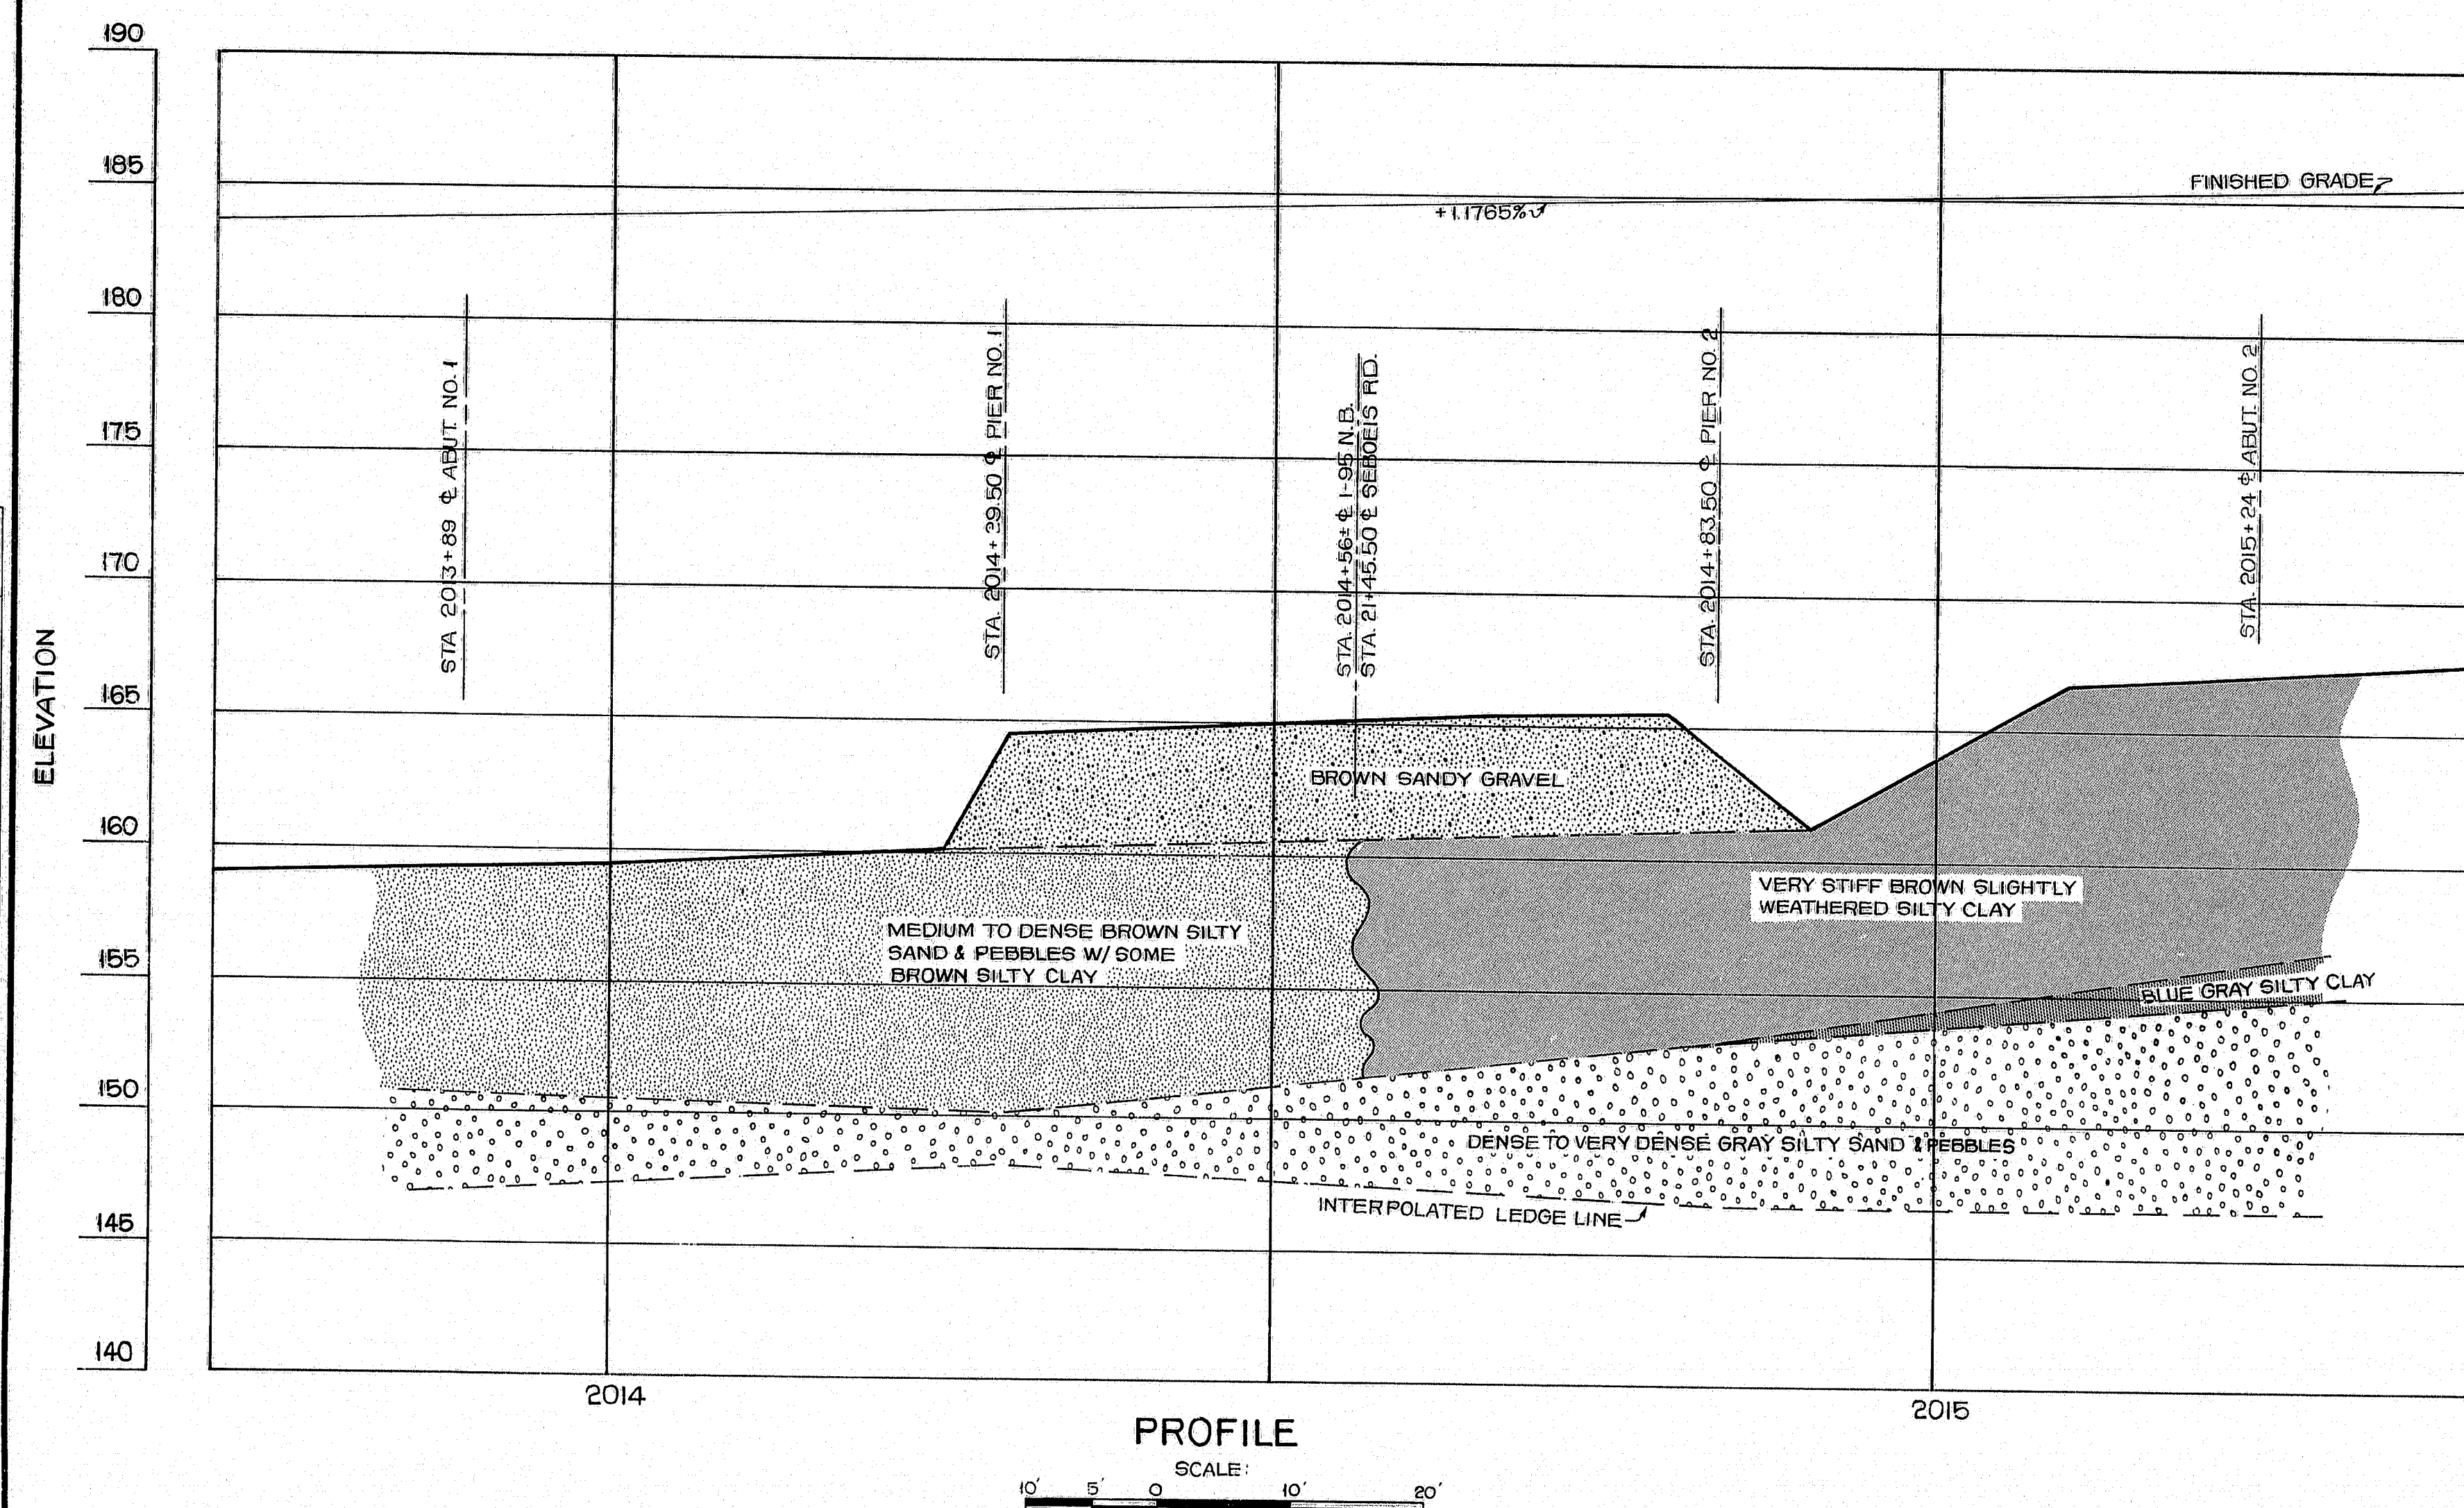 190
185
180
175
170
165
160
155
150
145
140
ELEVATION
FINISHED GRADE
+1.1765%
STA 2013+89 ℄ ABUT NO. 1
STA. 2014+29.50 ℄ PIER NO. 1
STA. 2014+56± ℄ I-95 N.B.
STA. 21+45.50 ℄ SEBOEIS RD.
STA. 2014+83.50 ℄ PIER NO. 2
STA. 2015+24 ℄ ABUT. NO. 2
BROWN SANDY GRAVEL
VERY STIFF BROWN SLIGHTLY
WEATHERED SILTY CLAY
MEDIUM TO DENSE BROWN SILTY
SAND & PEBBLES W/ SOME
BROWN SILTY CLAY
BLUE GRAY SILTY CLAY
DENSE TO VERY DENSE GRAY SILTY SAND & PEBBLES
INTERPOLATED LEDGE LINE
2014
2015
PROFILE
SCALE:
10' 5' 0 10' 20'